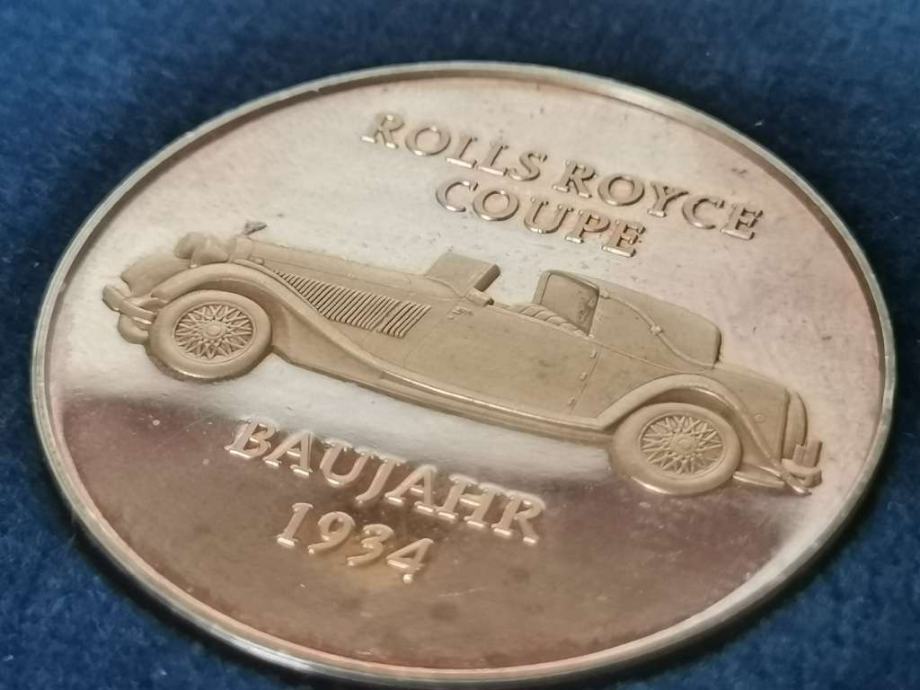 ROLLS ROYCE
COUPE
BAUJAHR
1934